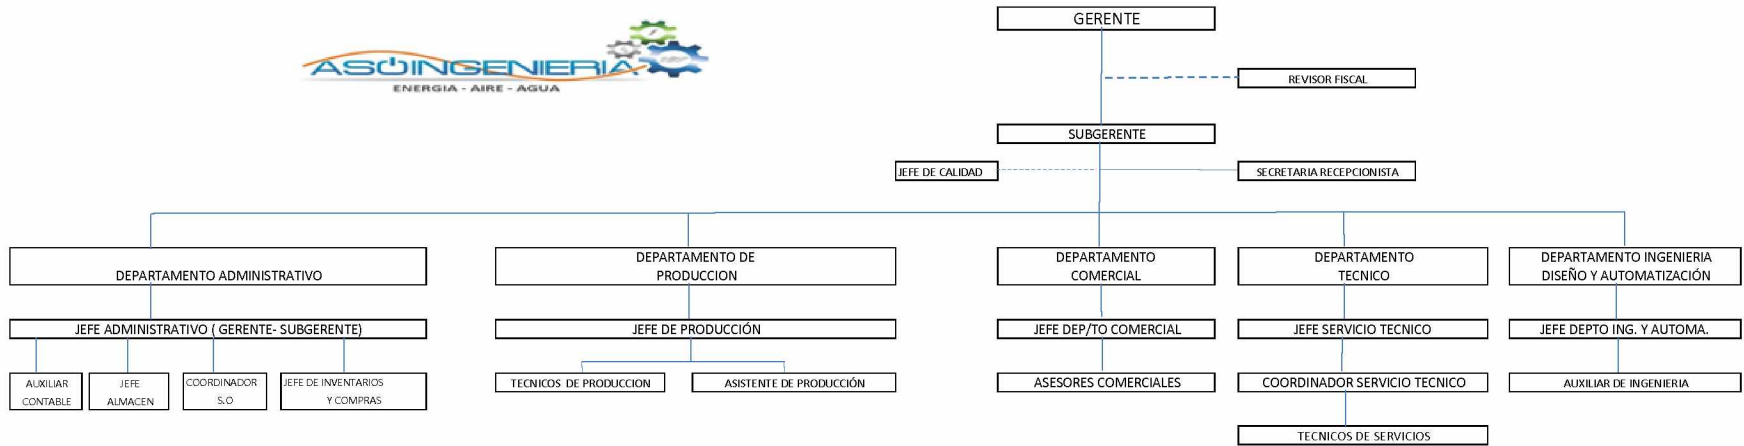 GERENTE
ASOINGENIERIA
ENERGIA - AIRE - AGUA
REVISOR FISCAL
SUBGERENTE
JEFE DE CALIDAD
SECRETARIA RECEPCIONISTA
DEPARTAMENTO ADMINISTRATIVO
DEPARTAMENTO DE
PRODUCCION
DEPARTAMENTO
COMERCIAL
DEPARTAMENTO
TECNICO
DEPARTAMENTO INGENIERIA
DISEÑO Y AUTOMATIZACIÓN
JEFE ADMINISTRATIVO ( GERENTE- SUBGERENTE)
JEFE DE PRODUCCIÓN
JEFE DEP/TO COMERCIAL
JEFE SERVICIO TECNICO
JEFE DEPTO ING. Y AUTOMA.
AUXILIAR
CONTABLE
JEFE
ALMACEN
COORDINADOR
S.O
JEFE DE INVENTARIOS
Y COMPRAS
TECNICOS DE PRODUCCION
ASISTENTE DE PRODUCCIÓN
ASESORES COMERCIALES
COORDINADOR SERVICIO TECNICO
AUXILIAR DE INGENIERIA
TECNICOS DE SERVICIOS